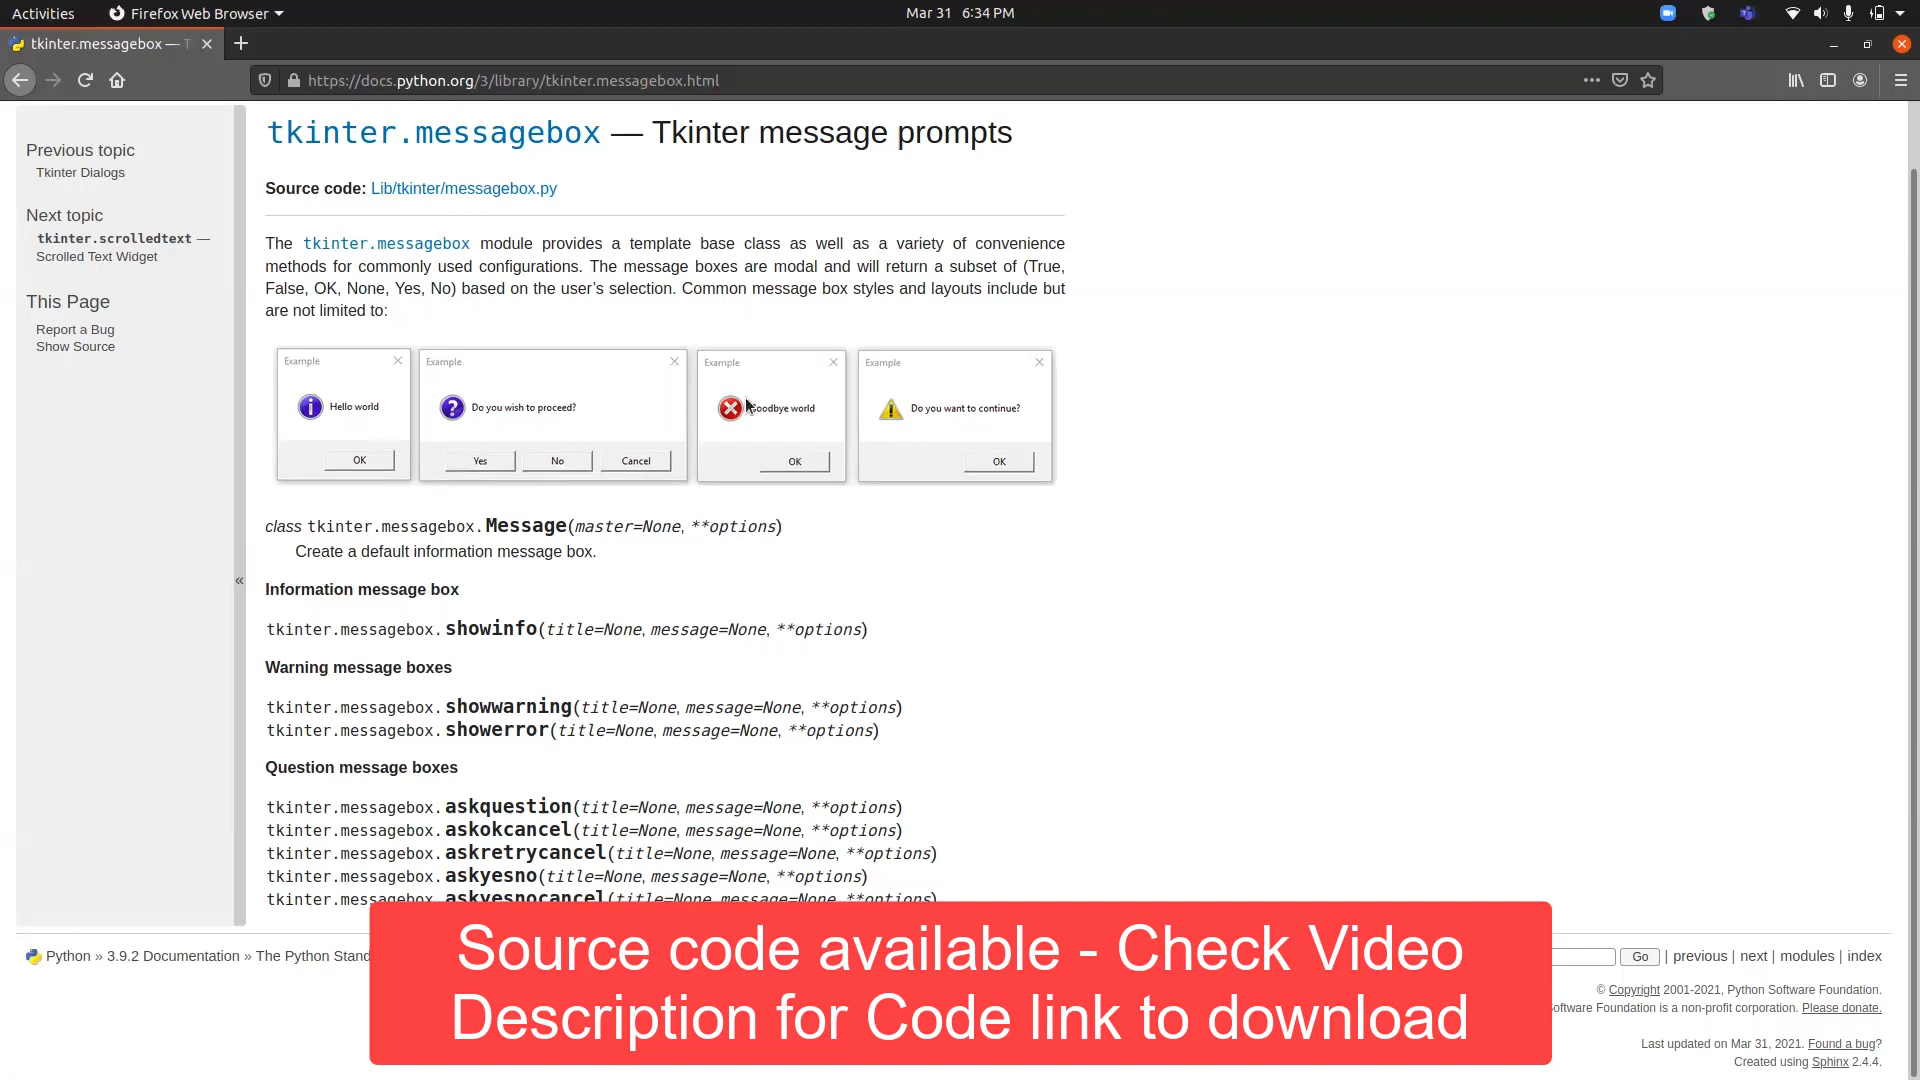 Activities Firefox Web Browser Mar 31 6:34 PM
tkinter.messagebox — T
https://docs.python.org/3/library/tkinter.messagebox.html
Previous topic
Tkinter Dialogs
Next topic
tkinter.scrolledtext —
Scrolled Text Widget
This Page
Report a Bug
Show Source
«
tkinter.messagebox — Tkinter message prompts
Source code: Lib/tkinter/messagebox.py
The tkinter.messagebox module provides a template base class as well as a variety of convenience
methods for commonly used configurations. The message boxes are modal and will return a subset of (True,
False, OK, None, Yes, No) based on the user’s selection. Common message box styles and layouts include but
are not limited to:
Example
Hello world
OK
Example
Do you wish to proceed?
Yes No Cancel
Example
Goodbye world
OK
Example
Do you want to continue?
OK
class tkinter.messagebox.Message(master=None, **options)
Create a default information message box.
Information message box
tkinter.messagebox.showinfo(title=None, message=None, **options)
Warning message boxes
tkinter.messagebox.showwarning(title=None, message=None, **options)
tkinter.messagebox.showerror(title=None, message=None, **options)
Question message boxes
tkinter.messagebox.askquestion(title=None, message=None, **options)
tkinter.messagebox.askokcancel(title=None, message=None, **options)
tkinter.messagebox.askretrycancel(title=None, message=None, **options)
tkinter.messagebox.askyesno(title=None, message=None, **options)
tkinter.messagebox.askyesnocancel(title=None, message=None, **options)
Python » 3.9.2 Documentation » The Python Stand
Go | previous | next | modules | index
Source code available - Check Video
Description for Code link to download
© Copyright 2001-2021, Python Software Foundation.
oftware Foundation is a non-profit corporation. Please donate.
Last updated on Mar 31, 2021. Found a bug?
Created using Sphinx 2.4.4.